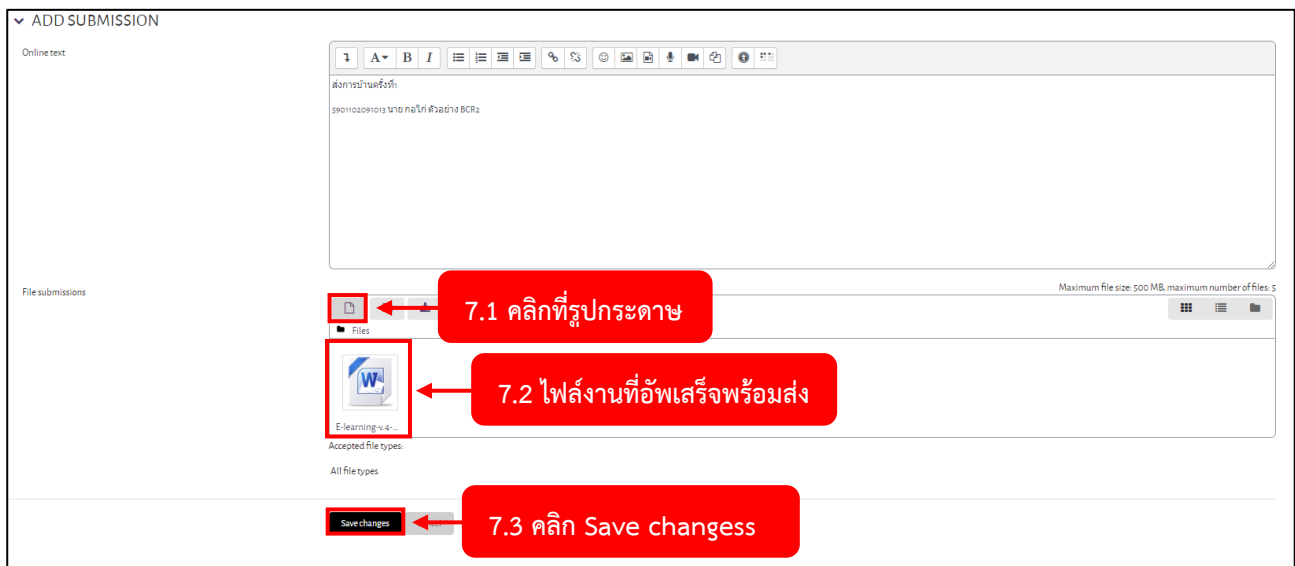 ADD SUBMISSION
Online text
A B I
ส่งการบ้านครั้งที่1
5901102091013 นาย กอไก่ ตัวอย่าง BCR2
File submissions
Maximum file size: 500 MB, maximum number of files: 5
7.1 คลิกที่รูปกระดาษ
Files
W
7.2 ไฟล์งานที่อัพเสร็จพร้อมส่ง
E-learning-v.4-...
Accepted file types:
All file types
Save changes
7.3 คลิก Save changess